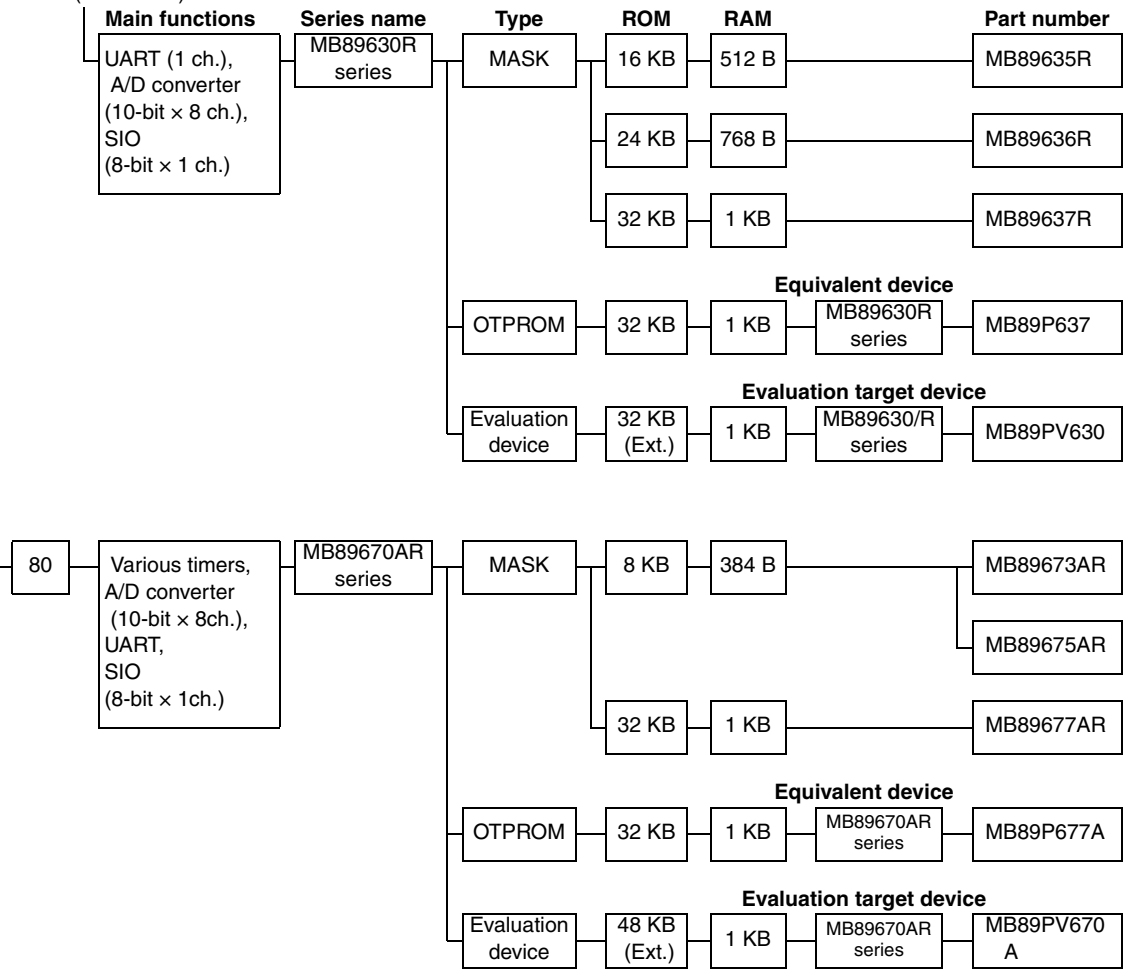 Main functions Series name Type ROM RAM Part number
UART (1 ch.),
A/D converter
(10-bit × 8 ch.),
SIO
(8-bit × 1 ch.)
MB89630R
series
MASK
16 KB
512 B
MB89635R
24 KB
768 B
MB89636R
32 KB
1 KB
MB89637R
Equivalent device
OTPROM
32 KB
1 KB
MB89630R
series
MB89P637
Evaluation target device
Evaluation
device
32 KB
(Ext.)
1 KB
MB89630/R
series
MB89PV630
80
Various timers,
A/D converter
(10-bit × 8ch.),
UART,
SIO
(8-bit × 1ch.)
MB89670AR
series
MASK
8 KB
384 B
MB89673AR
MB89675AR
32 KB
1 KB
MB89677AR
Equivalent device
OTPROM
32 KB
1 KB
MB89670AR
series
MB89P677A
Evaluation target device
Evaluation
device
48 KB
(Ext.)
1 KB
MB89670AR
series
MB89PV670
A